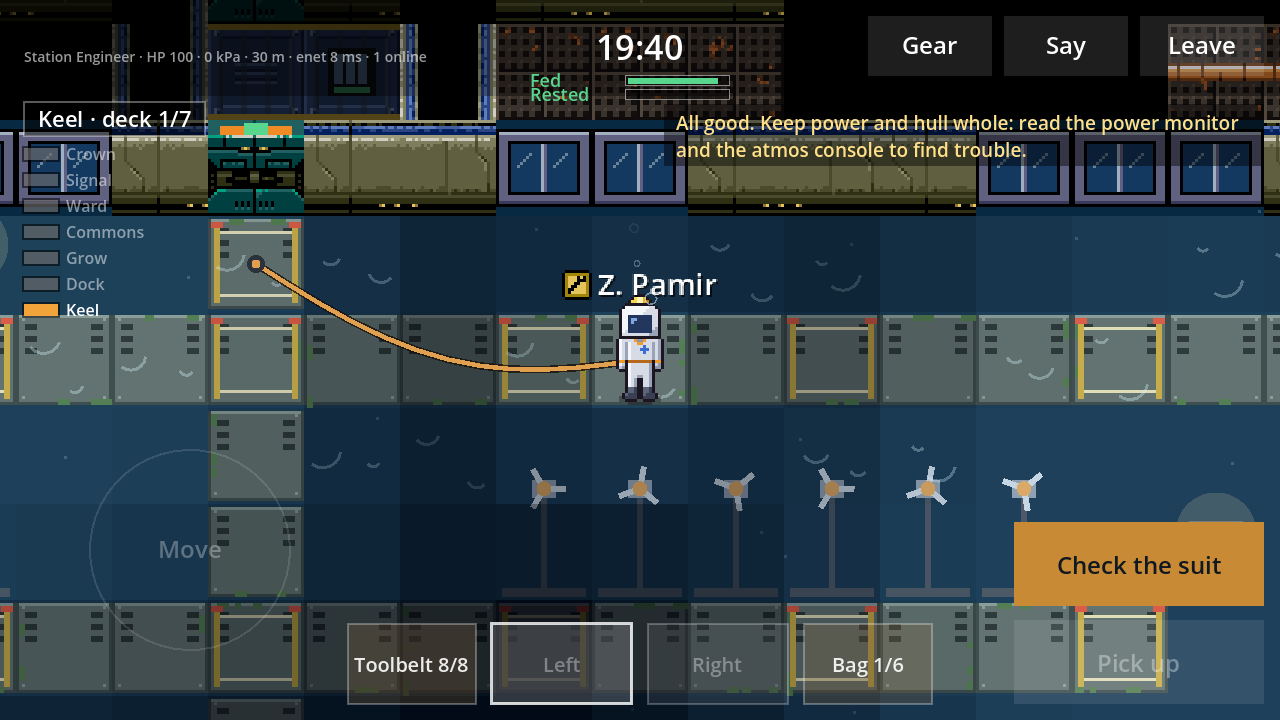 19:40
Gear
Say
Leave
Station Engineer · HP 100 · 0 kPa · 30 m · enet 8 ms · 1 online
Fed
Rested
Keel · deck 1/7
All good. Keep power and hull whole: read the power monitor
and the atmos console to find trouble.
Crown
Signal
Ward
Commons
Grow
Dock
Keel
Z. Pamir
Move
Check the suit
Toolbelt 8/8
Left
Right
Bag 1/6
Pick up